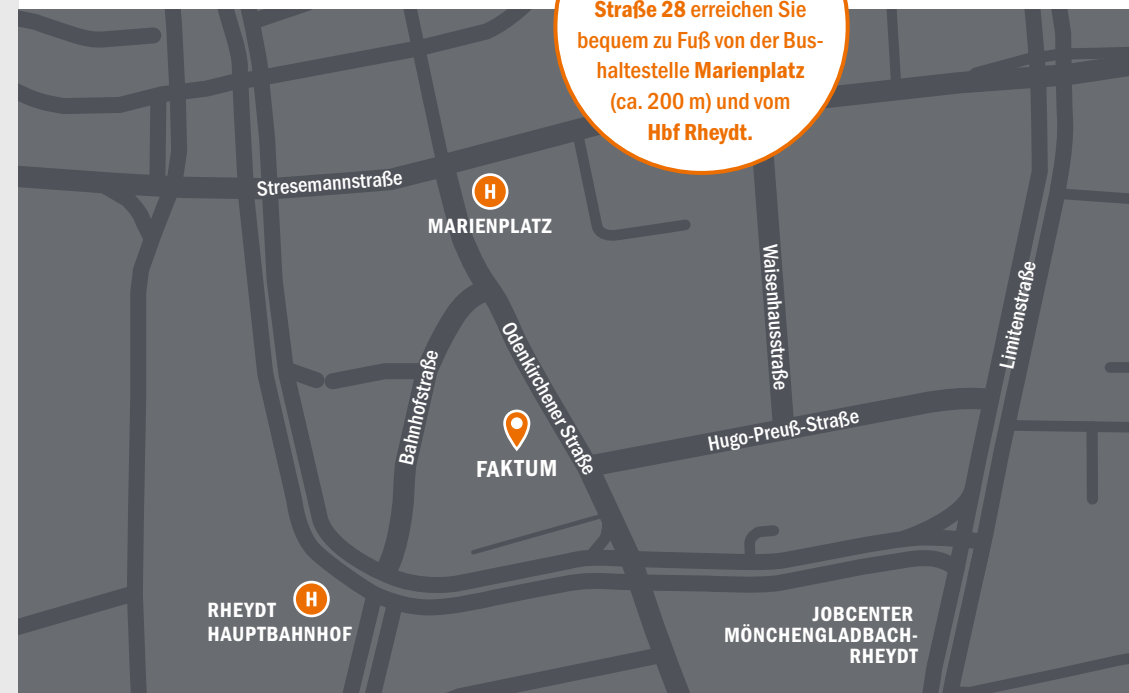 Straße 28 erreichen Sie
bequem zu Fuß von der Bus-
haltestelle Marienplatz
(ca. 200 m) und vom
Hbf Rheydt.
Stresemannstraße
H
MARIENPLATZ
Waisenhausstraße
Limitenstraße
Odenkirchener Straße
Bahnhofstraße
Hugo-Preuß-Straße
FAKTUM
H
RHEYDT
HAUPTBAHNHOF
JOBCENTER
MÖNCHENGLADBACH-
RHEYDT